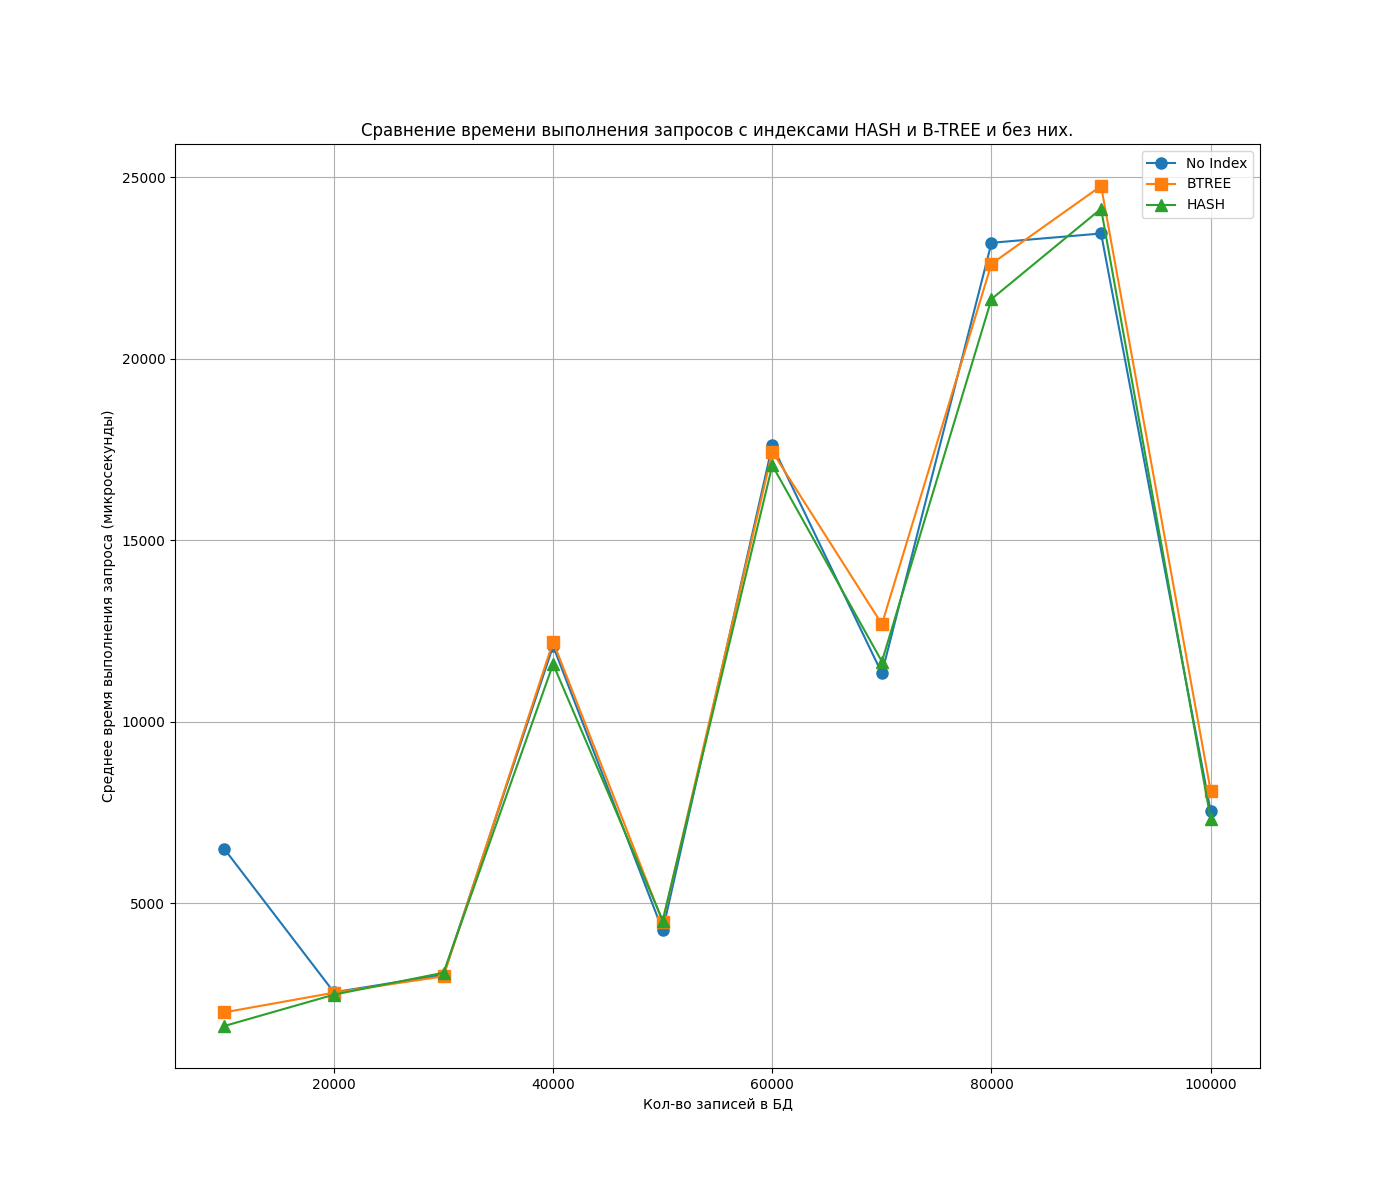 Сравнение времени выполнения запросов с индексами HASH и B-TREE и без них.
No Index
BTREE
HASH
25000
20000
15000
10000
5000
Среднее время выполнения запроса (микросекунды)
20000
40000
60000
80000
100000
Кол-во записей в БД